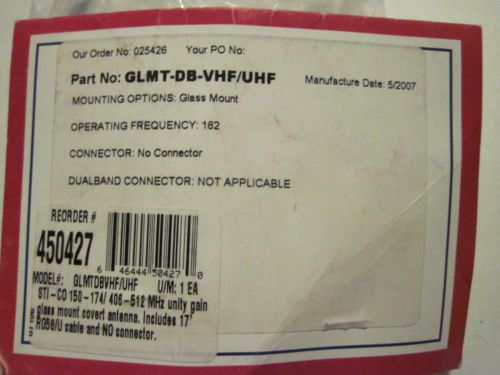 Our Order No: 025426 Your PO No:
Part No: GLMT-DB-VHF/UHF Manufacture Date: 5/2007
MOUNTING OPTIONS: Glass Mount
OPERATING FREQUENCY: 162
CONNECTOR: No Connector
DUALBAND CONNECTOR: NOT APPLICABLE
REORDER #
450427
6 46444 50427 0
MODEL#: GLMTDBVHF/UHF U/M: 1 EA
STI-CO 150-174/ 406-512 MHz unity gain
glass mount covert antenna. Includes 17'
RG58/U cable and NO connector.